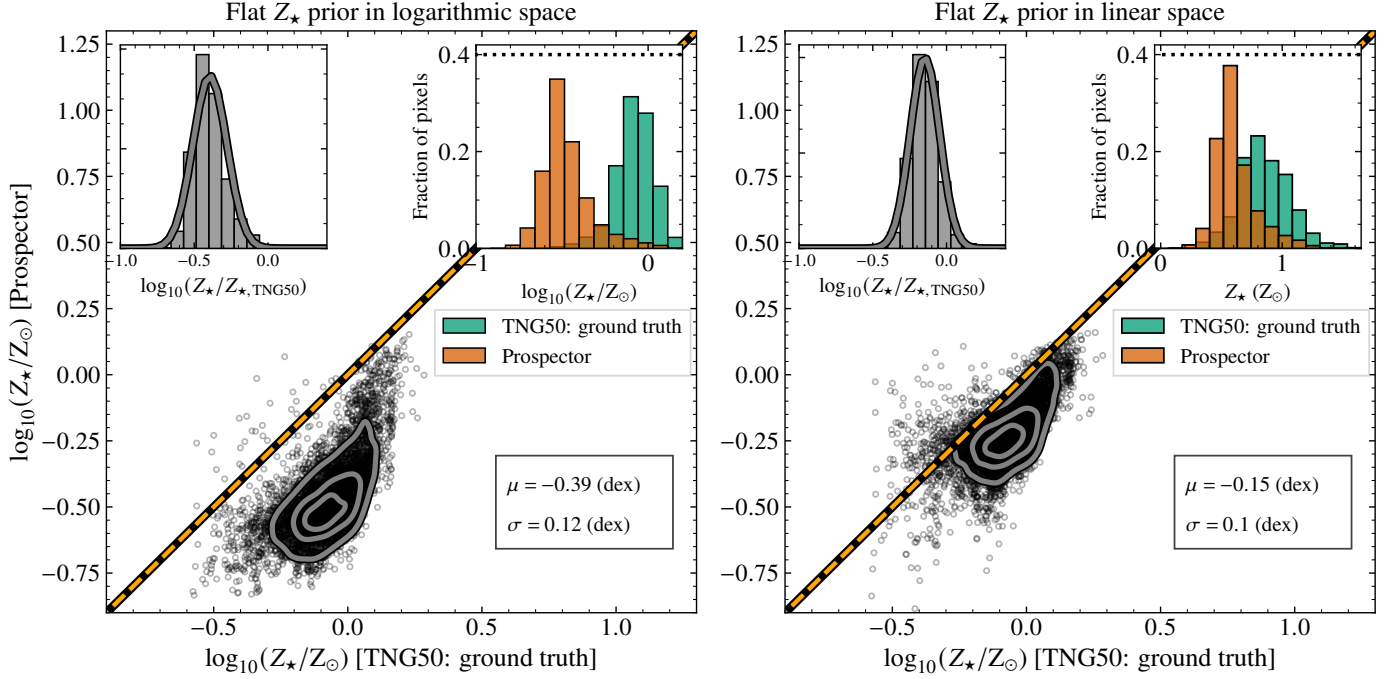 Flat Z★ prior in logarithmic space
log₁₀(Z★/Z⊙) [Prospector]
1.25
1.00
0.75
0.50
0.25
0.00
−0.25
−0.50
−0.75
−1.0 −0.5 0.0
log₁₀(Z★/Z★,TNG50)
Fraction of pixels
0.4
0.2
0.0
−1 0
log₁₀(Z★/Z⊙)
TNG50: ground truth
Prospector
μ = −0.39 (dex)
σ = 0.12 (dex)
−0.5 0.0 0.5 1.0
log₁₀(Z★/Z⊙) [TNG50: ground truth]
Flat Z★ prior in linear space
1.25
1.00
0.75
0.50
0.25
0.00
−0.25
−0.50
−0.75
−1.0 −0.5 0.0
log₁₀(Z★/Z★,TNG50)
Fraction of pixels
0.4
0.2
0.0
0 1
Z★ (Z⊙)
TNG50: ground truth
Prospector
μ = −0.15 (dex)
σ = 0.1 (dex)
−0.5 0.0 0.5 1.0
log₁₀(Z★/Z⊙) [TNG50: ground truth]